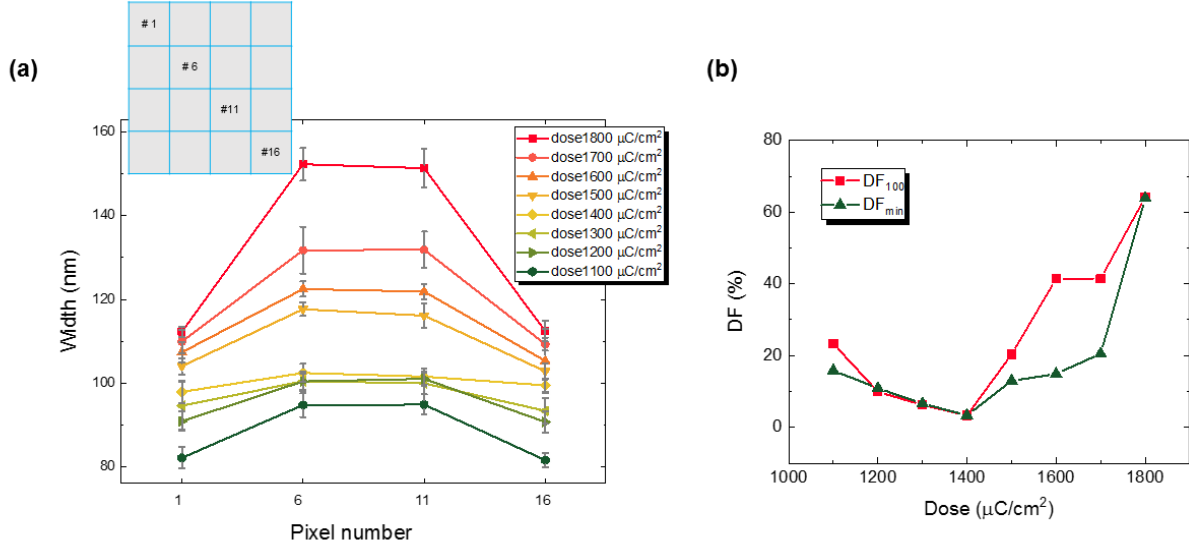 (a)
# 1
# 6
#11
#16
160
140
120
100
80
Width (nm)
1
6
11
16
Pixel number
dose1800 μC/cm²
dose1700 μC/cm²
dose1600 μC/cm²
dose1500 μC/cm²
dose1400 μC/cm²
dose1300 μC/cm²
dose1200 μC/cm²
dose1100 μC/cm²
(b)
80
60
40
20
0
DF (%)
DF₁₀₀
DFmin
1000
1200
1400
1600
1800
Dose (μC/cm²)